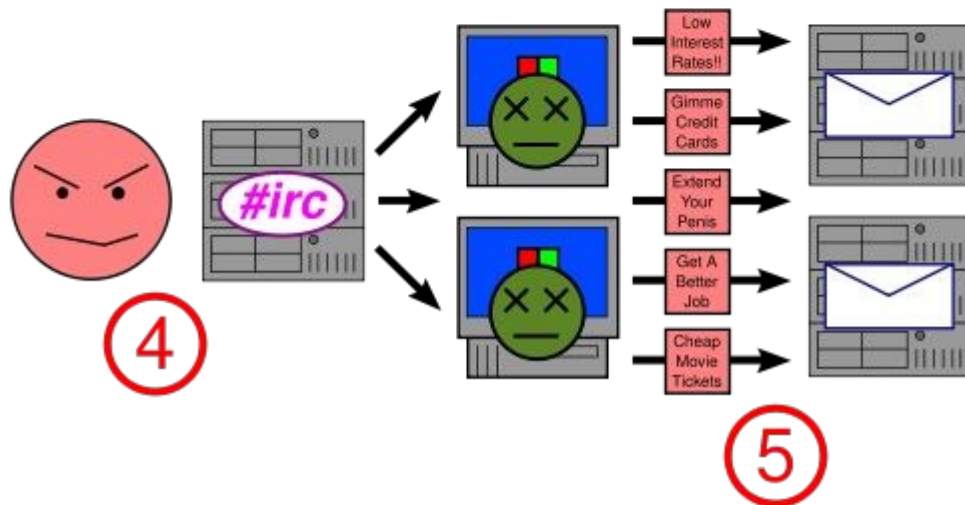 Low
Interest
Rates!!
Gimme
Credit
Cards
#irc
Extend
Your
Penis
Get A
Better
Job
Cheap
Movie
Tickets
4
5